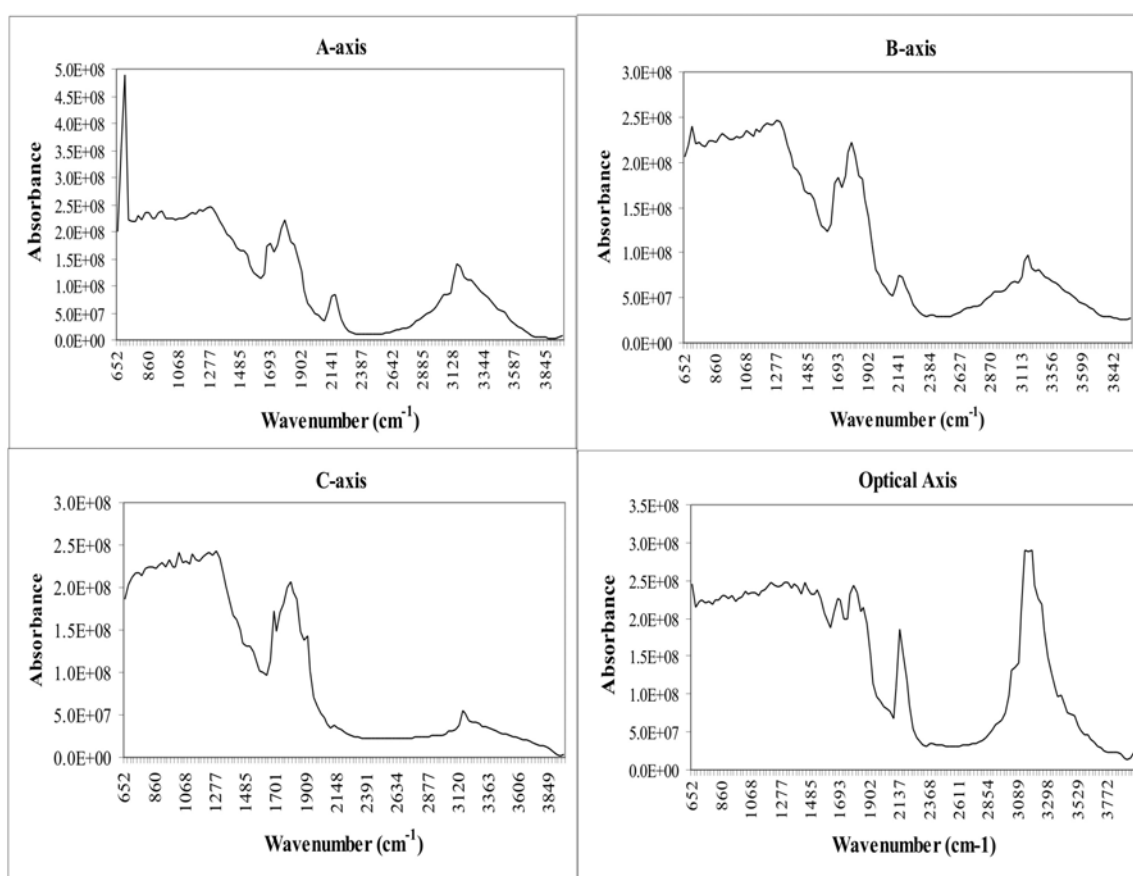 A-axis
5.0E+08
4.5E+08
4.0E+08
3.5E+08
3.0E+08
2.5E+08
2.0E+08
1.5E+08
1.0E+08
5.0E+07
0.0E+00
Absorbance
652 860 1068 1277 1485 1693 1902 2141 2387 2642 2885 3128 3344 3587 3845
Wavenumber (cm-1)
B-axis
3.0E+08
2.5E+08
2.0E+08
1.5E+08
1.0E+08
5.0E+07
0.0E+00
Absorbance
652 860 1068 1277 1485 1693 1902 2141 2384 2627 2870 3113 3356 3599 3842
Wavenumber (cm-1)
C-axis
3.0E+08
2.5E+08
2.0E+08
1.5E+08
1.0E+08
5.0E+07
0.0E+00
Absorbance
652 860 1068 1277 1485 1701 1909 2148 2391 2634 2877 3120 3363 3606 3849
Wavenumber (cm-1)
Optical Axis
3.5E+08
3.0E+08
2.5E+08
2.0E+08
1.5E+08
1.0E+08
5.0E+07
0.0E+00
Absorbance
652 860 1068 1277 1485 1693 1902 2137 2368 2611 2854 3089 3298 3529 3772
Wavenumber (cm-1)